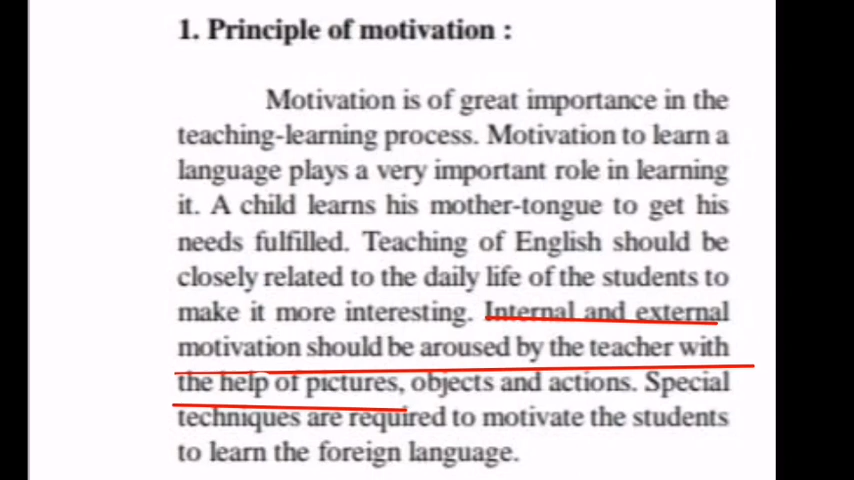 1. Principle of motivation :
Motivation is of great importance in the
teaching-learning process. Motivation to learn a
language plays a very important role in learning
it. A child learns his mother-tongue to get his
needs fulfilled. Teaching of English should be
closely related to the daily life of the students to
make it more interesting. Internal and external
motivation should be aroused by the teacher with
the help of pictures, objects and actions. Special
techniques are required to motivate the students
to learn the foreign language.